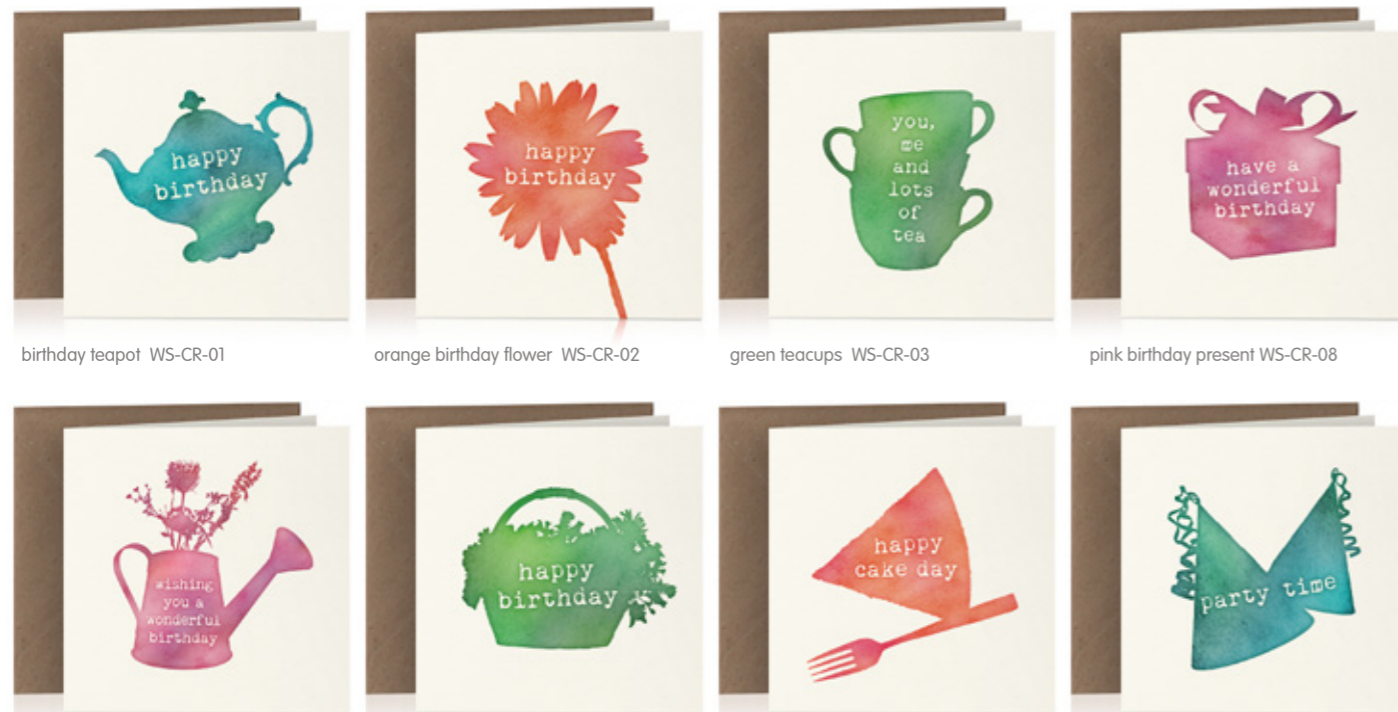 happy
birthday
happy
birthday
you,
me
and
lots
of
tea
have a
wonderful
birthday
birthday teapot WS-CR-01
orange birthday flower WS-CR-02
green teacups WS-CR-03
pink birthday present WS-CR-08
wishing
you a
wonderful
birthday
happy
birthday
happy
cake day
party time